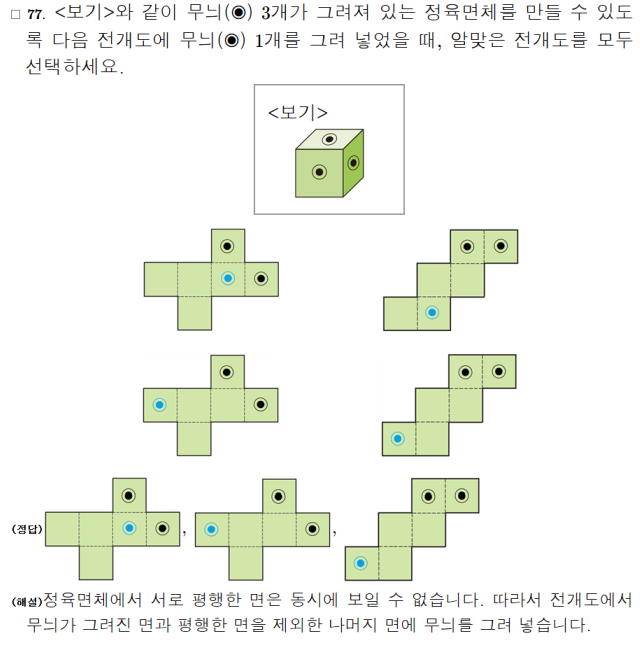 □ 77. <보기>와 같이 무늬(◉) 3개가 그려져 있는 정육면체를 만들 수 있도
록 다음 전개도에 무늬(◉) 1개를 그려 넣었을 때, 알맞은 전개도를 모두
선택하세요.
<보기>
(정답) , ,
(해설)정육면체에서 서로 평행한 면은 동시에 보일 수 없습니다. 따라서 전개도에서
무늬가 그려진 면과 평행한 면을 제외한 나머지 면에 무늬를 그려 넣습니다.